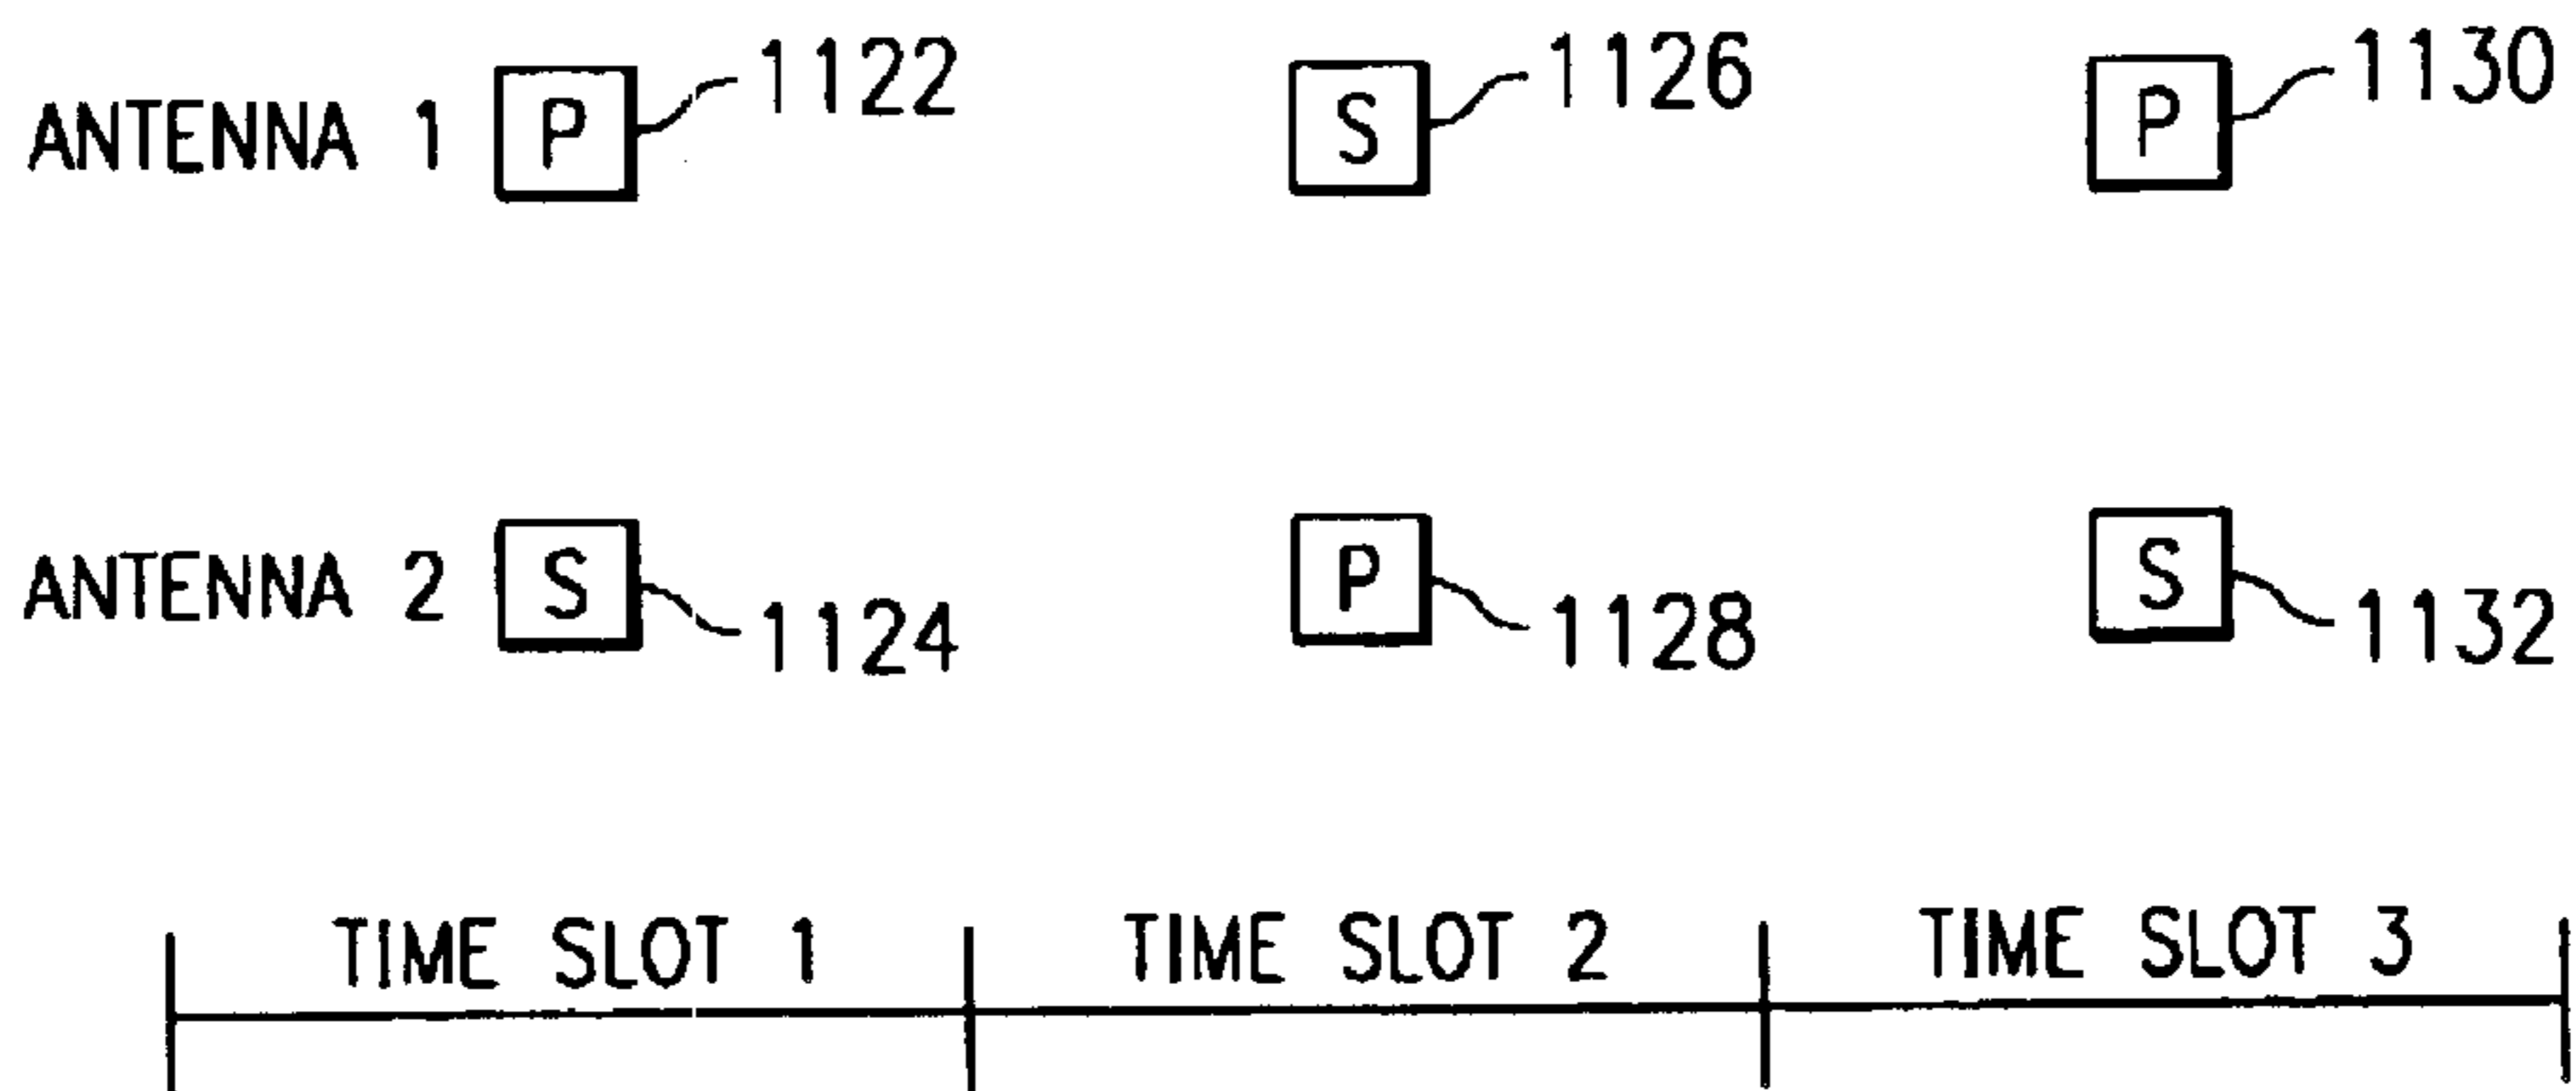 ANTENNA 1 P 1122 S 1126 P 1130
ANTENNA 2 S 1124 P 1128 S 1132
TIME SLOT 1 TIME SLOT 2 TIME SLOT 3